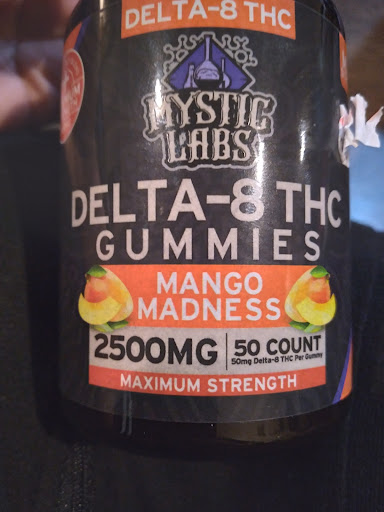 DELTA-8 THC
MYSTIC
LABS
DELTA-8 THC
GUMMIES
MANGO
MADNESS
2500MG
50 COUNT
50mg Delta-8 THC Per Gummy
MAXIMUM STRENGTH